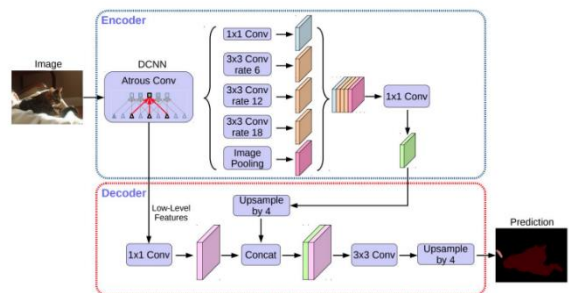 Encoder
Image
DCNN
Atrous Conv
1x1 Conv
3x3 Conv
rate 6
3x3 Conv
rate 12
3x3 Conv
rate 18
Image
Pooling
1x1 Conv
Decoder
Low-Level
Features
Upsample
by 4
1x1 Conv
Concat
3x3 Conv
Upsample
by 4
Prediction